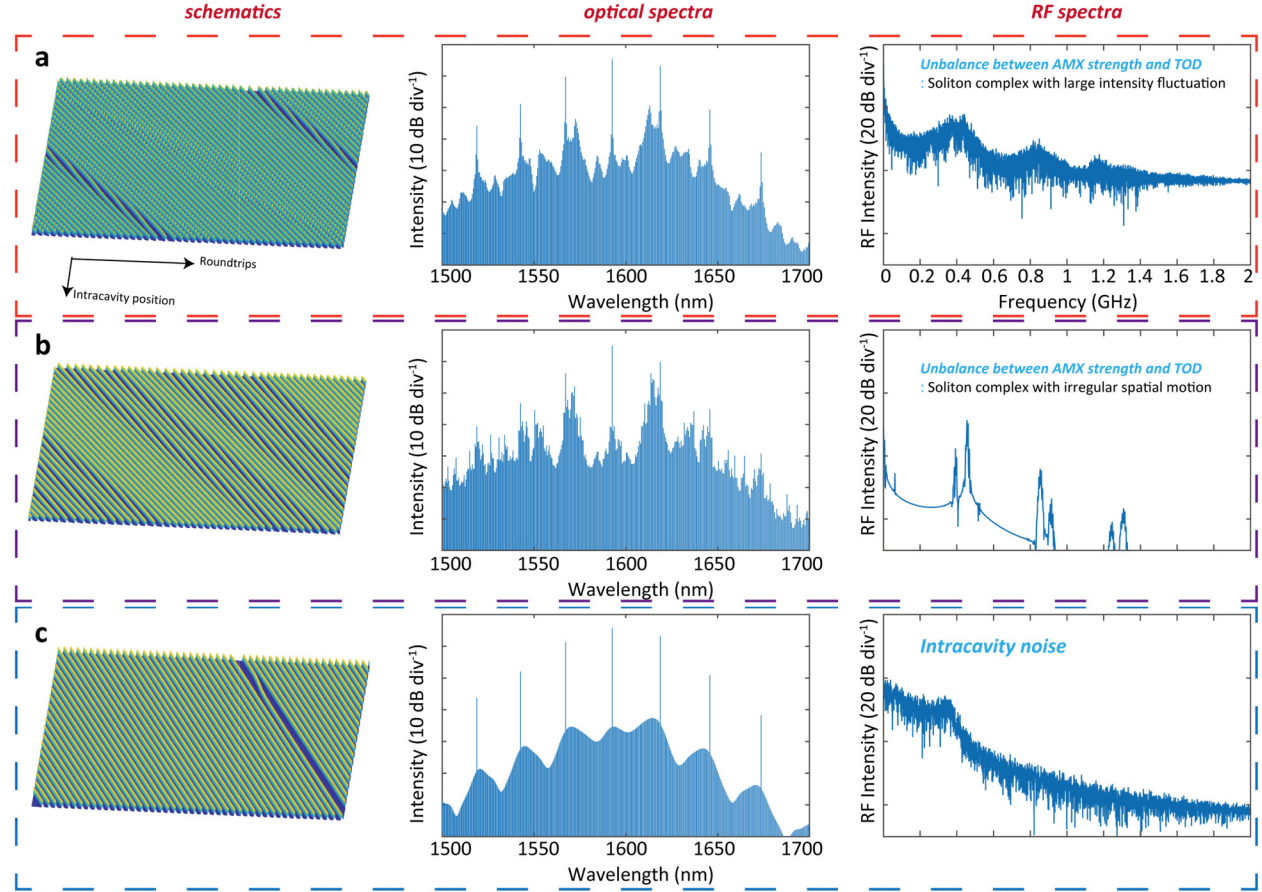 schematics
optical spectra
RF spectra
a
Roundtrips
Intracavity position
Intensity (10 dB div⁻¹)
1500
1550
1600
1650
1700
Wavelength (nm)
RF Intensity (20 dB div⁻¹)
Unbalance between AMX strength and TOD
: Soliton complex with large intensity fluctuation
0
0.2
0.4
0.6
0.8
1
1.2
1.4
1.6
1.8
2
Frequency (GHz)
b
Intensity (10 dB div⁻¹)
1500
1550
1600
1650
1700
Wavelength (nm)
RF Intensity (20 dB div⁻¹)
Unbalance between AMX strength and TOD
: Soliton complex with irregular spatial motion
c
Intensity (10 dB div⁻¹)
1500
1550
1600
1650
1700
Wavelength (nm)
RF Intensity (20 dB div⁻¹)
Intracavity noise